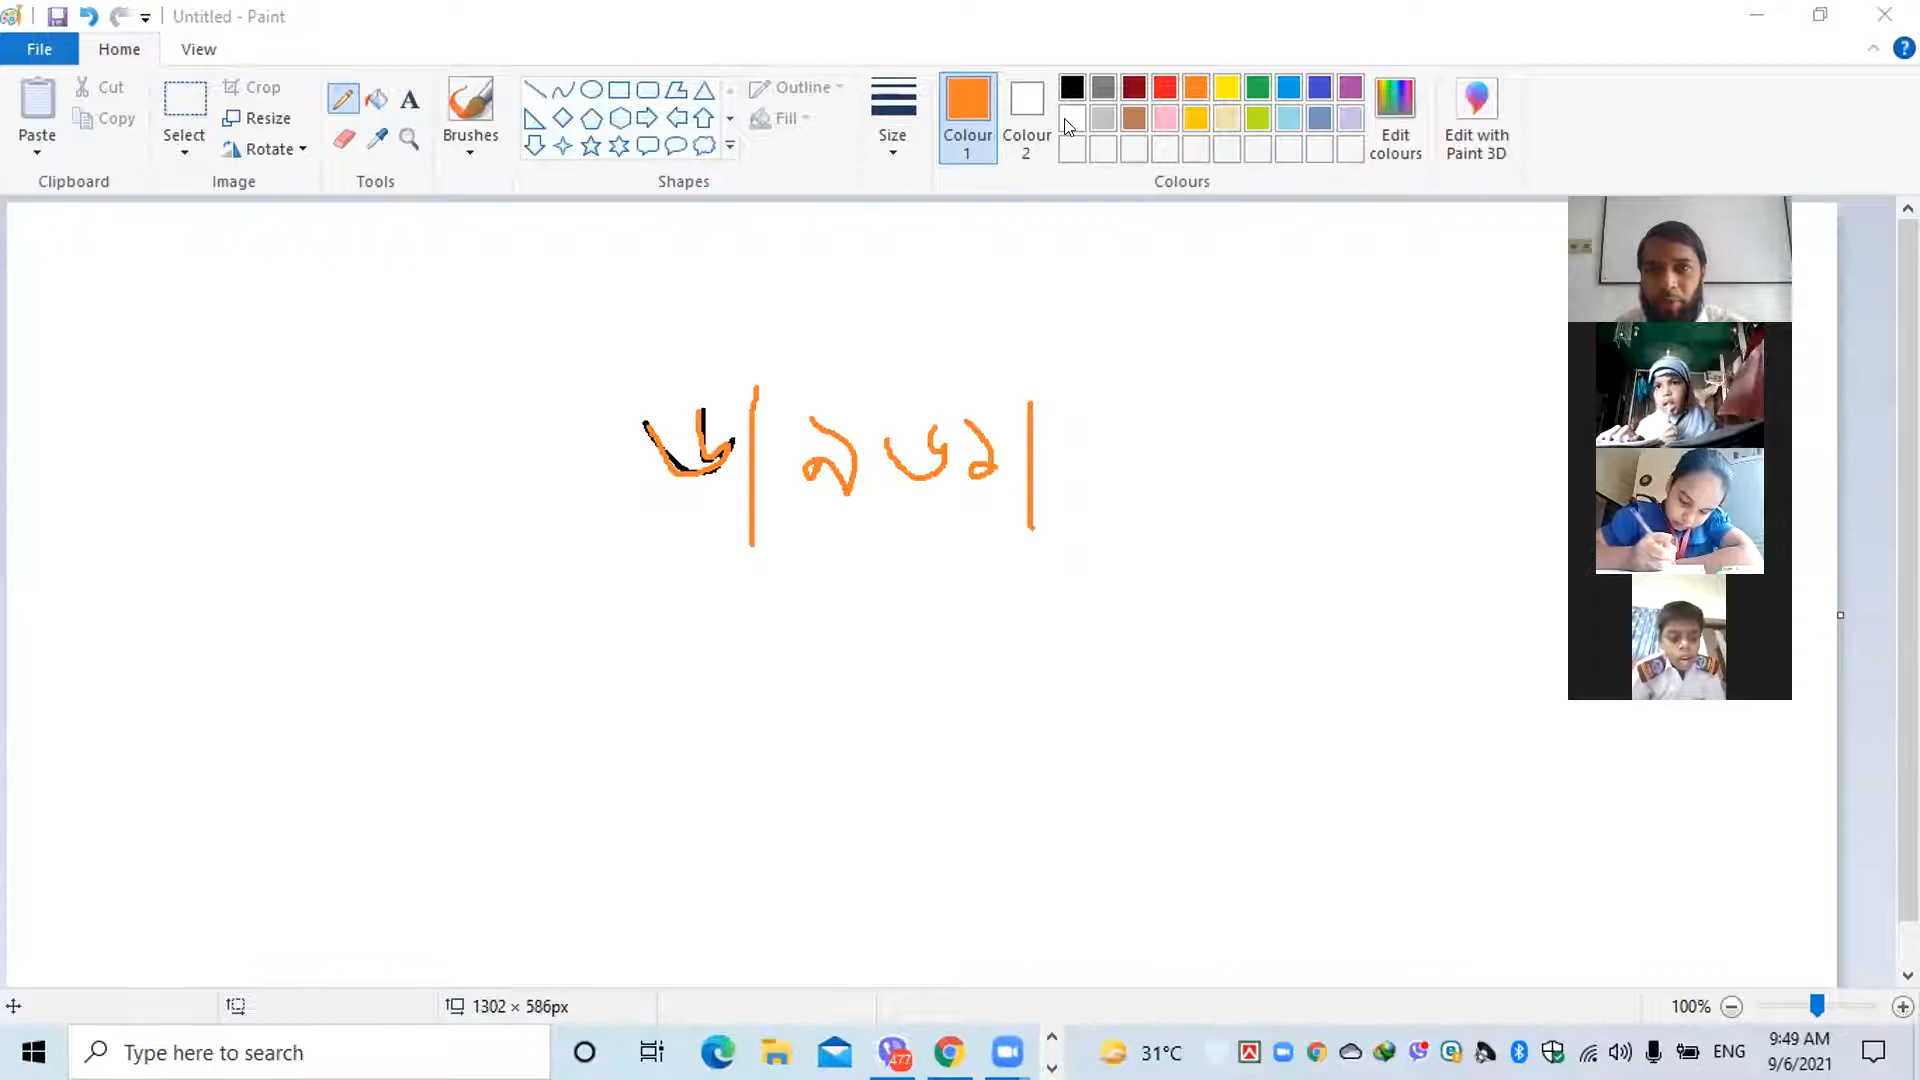 Untitled - Paint
File Home View
Paste Cut Copy Select Crop Resize Rotate Brushes Outline Fill Size Colour 1 Colour 2 Edit colours Edit with Paint 3D
Clipboard Image Tools A Shapes Colours
1302 × 586px 100%
Type here to search 477 31°C ENG 9:49 AM
9/6/2021